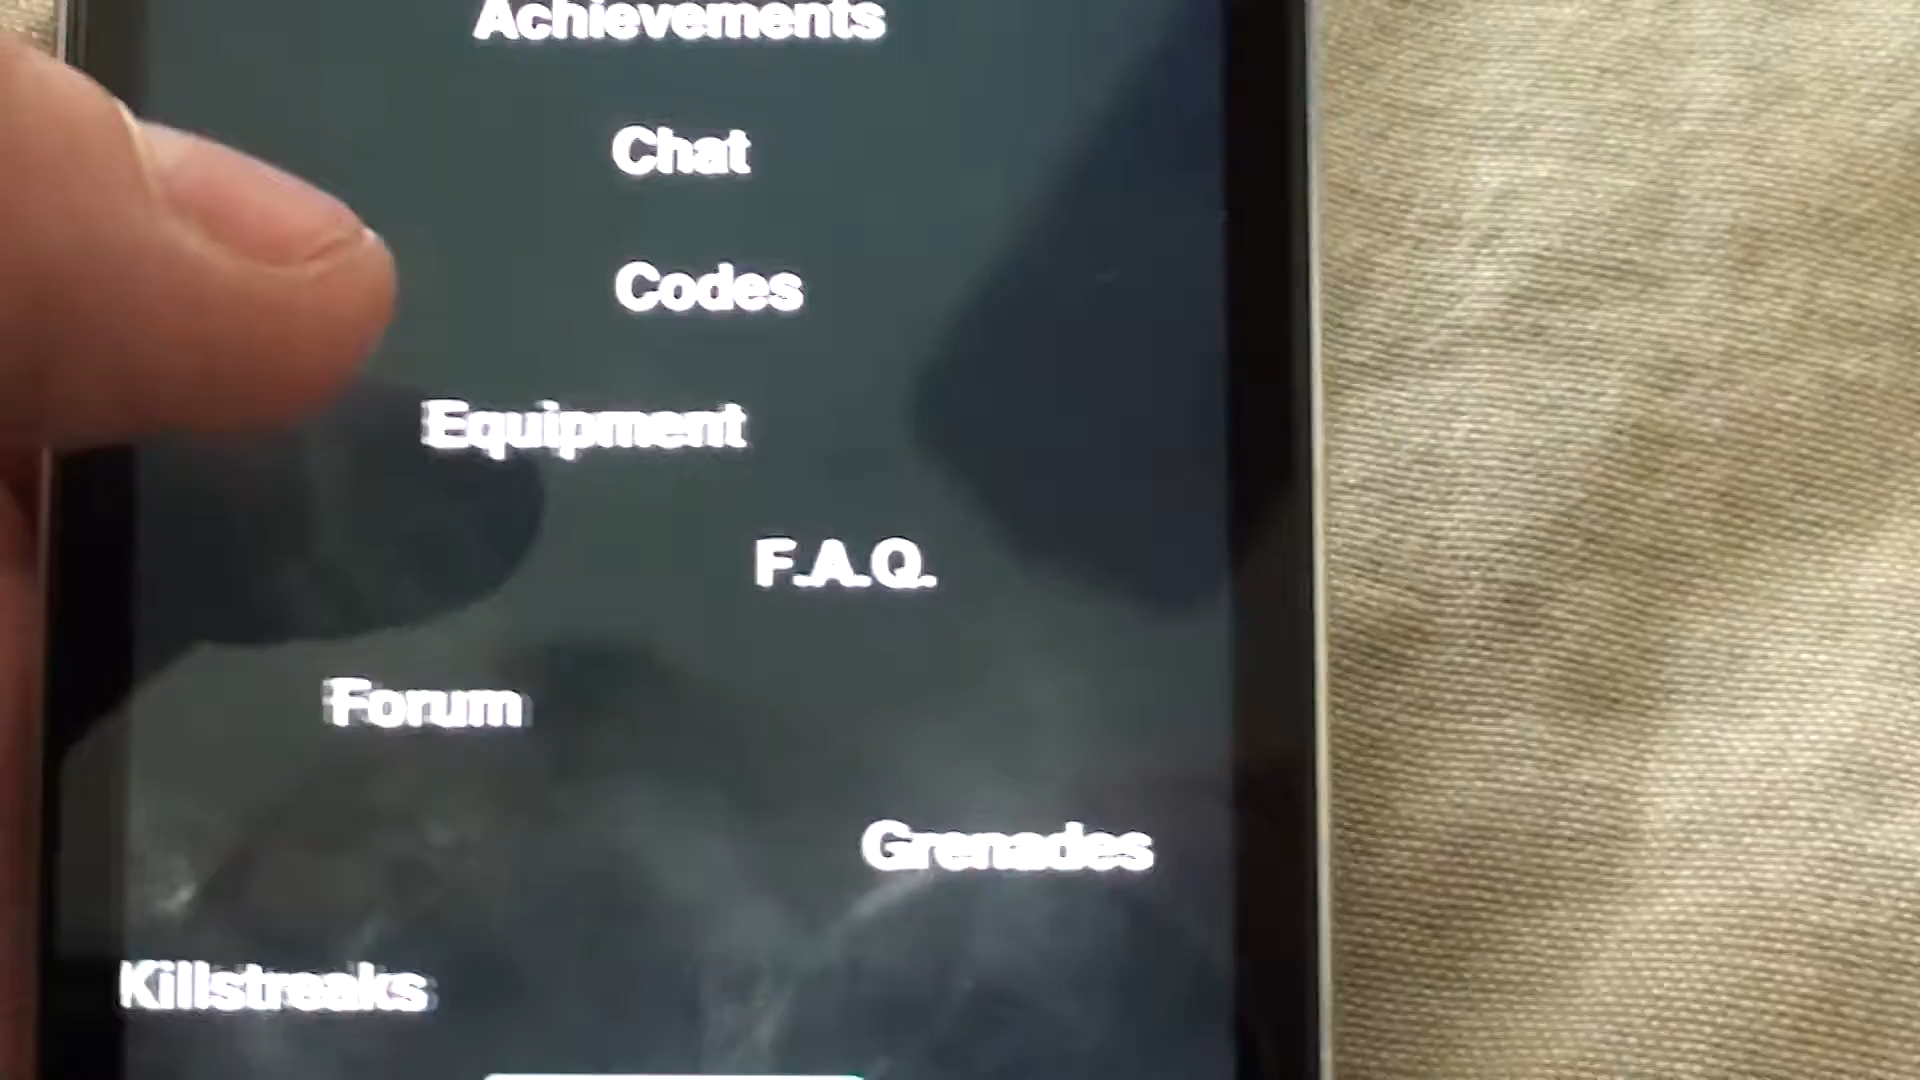 Achievements
Chat
Codes
Equipment
F.A.Q.
Forum
Grenades
Killstreaks